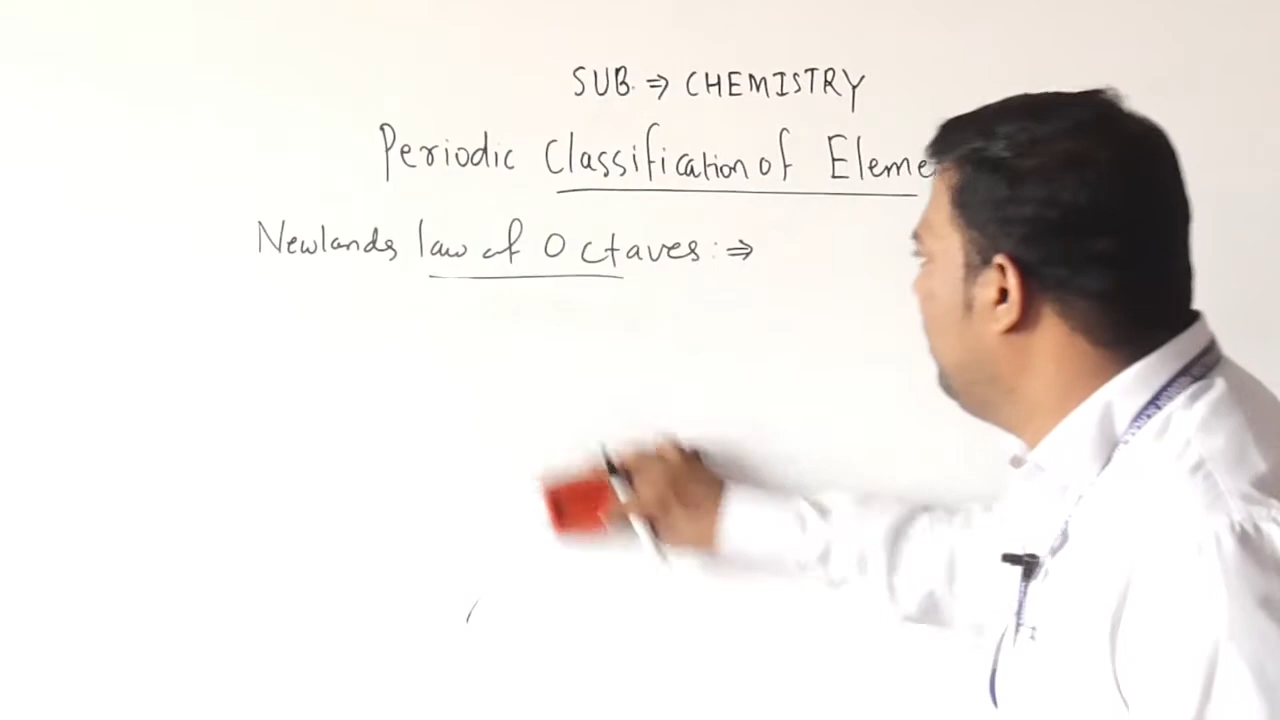 SUB. ⇒ CHEMISTRY
Periodic Classification of Eleme
Newlands law of Octaves :⇒